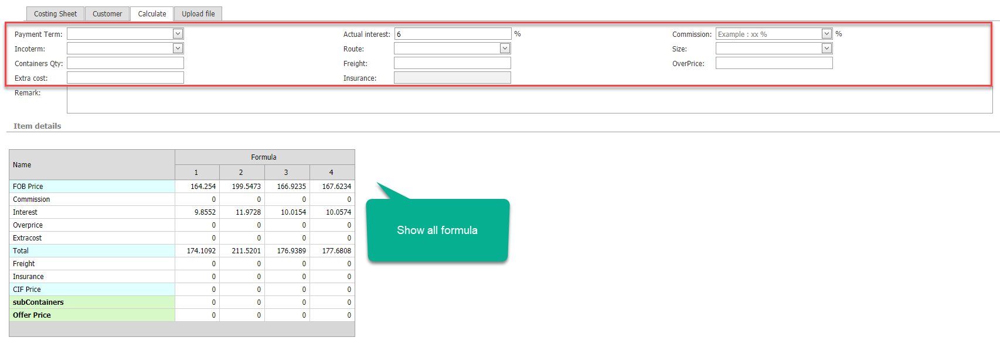 Costing Sheet Customer Calculate Upload file
Payment Term: Actual interest: 6 % Commission: Example : xx % %
Incoterm: Route: Size:
Containers Qty: Freight: OverPrice:
Extra cost: Insurance:
Remark:
Item details
Name Formula
1 2 3 4
FOB Price 164.254 199.5473 166.9235 167.6234
Commission 0 0 0 0
Interest 9.8552 11.9728 10.0154 10.0574
Overprice 0 0 0 0
Extracost 0 0 0 0
Total 174.1092 211.5201 176.9389 177.6808
Freight 0 0 0 0
Insurance 0 0 0 0
CIF Price 0 0 0 0
subContainers 0 0 0 0
Offer Price 0 0 0 0
Show all formula